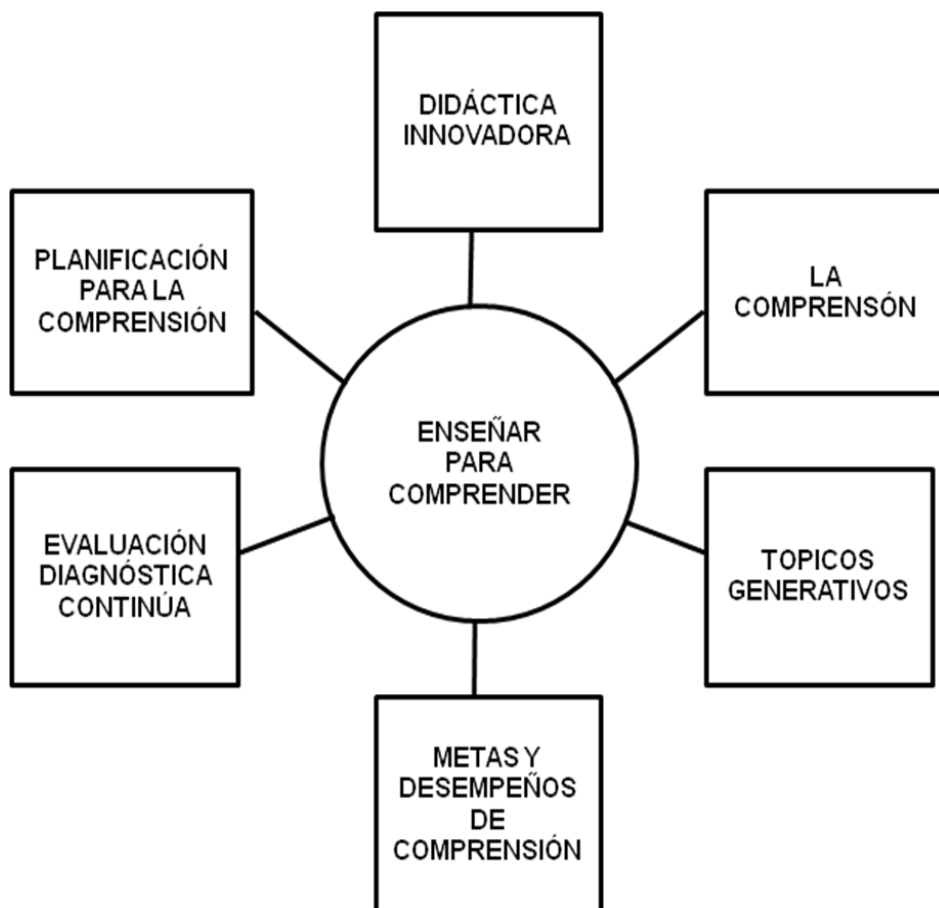 DIDÁCTICA
INNOVADORA
PLANIFICACIÓN
PARA LA
COMPRENSIÓN
LA
COMPRENSÓN
ENSEÑAR
PARA
COMPRENDER
EVALUACIÓN
DIAGNÓSTICA
CONTINÚA
TOPICOS
GENERATIVOS
METAS Y
DESEMPEÑOS
DE
COMPRENSIÓN